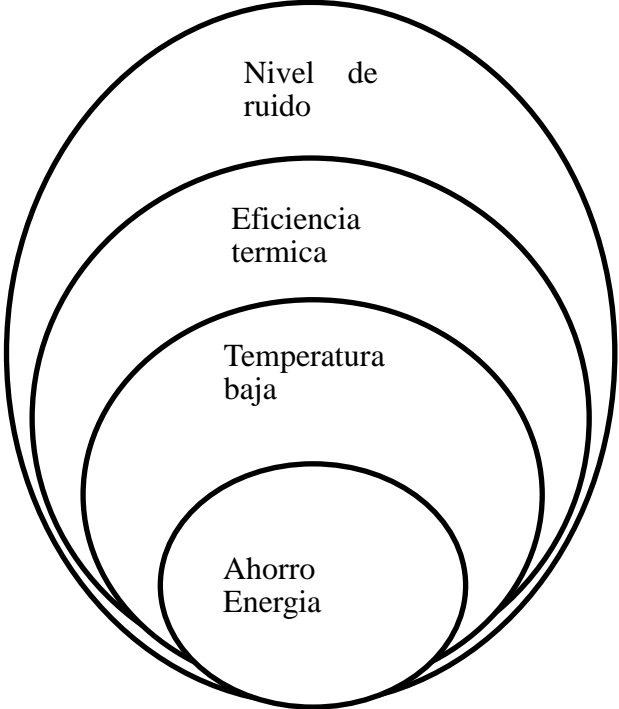 Nivel de
ruido
Eficiencia
termica
Temperatura
baja
Ahorro
Energia